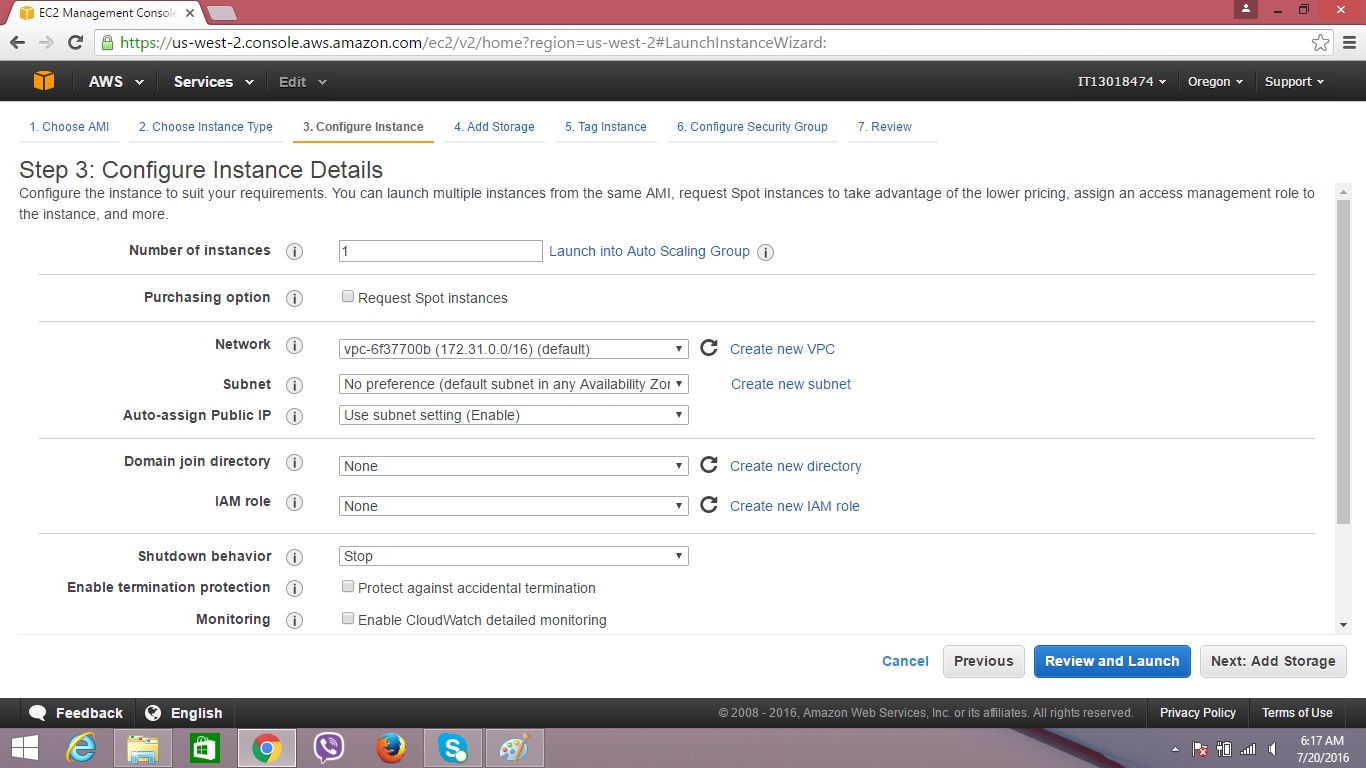 EC2 Management Console
https://us-west-2.console.aws.amazon.com/ec2/v2/home?region=us-west-2#LaunchInstanceWizard:
AWS Services Edit IT13018474 Oregon Support
1. Choose AMI 2. Choose Instance Type 3. Configure Instance 4. Add Storage 5. Tag Instance 6. Configure Security Group 7. Review
Step 3: Configure Instance Details
Configure the instance to suit your requirements. You can launch multiple instances from the same AMI, request Spot instances to take advantage of the lower pricing, assign an access management role to
the instance, and more.
Number of instances 1 Launch into Auto Scaling Group
Purchasing option Request Spot instances
Network vpc-6f37700b (172.31.0.0/16) (default) Create new VPC
Subnet No preference (default subnet in any Availability Zor Create new subnet
Auto-assign Public IP Use subnet setting (Enable)
Domain join directory None Create new directory
IAM role None Create new IAM role
Shutdown behavior Stop
Enable termination protection Protect against accidental termination
Monitoring Enable CloudWatch detailed monitoring
Cancel Previous Review and Launch Next: Add Storage
Feedback English © 2008 - 2016, Amazon Web Services, Inc. or its affiliates. All rights reserved. Privacy Policy Terms of Use
6:17 AM
7/20/2016